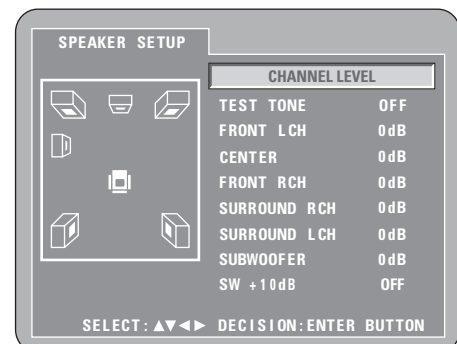 SPEAKER SETUP
CHANNEL LEVEL
TEST TONE OFF
FRONT LCH 0dB
CENTER 0dB
FRONT RCH 0dB
SURROUND RCH 0dB
SURROUND LCH 0dB
SUBWOOFER 0dB
SW +10dB OFF
SELECT:▲▼◀▶ DECISION:ENTER BUTTON